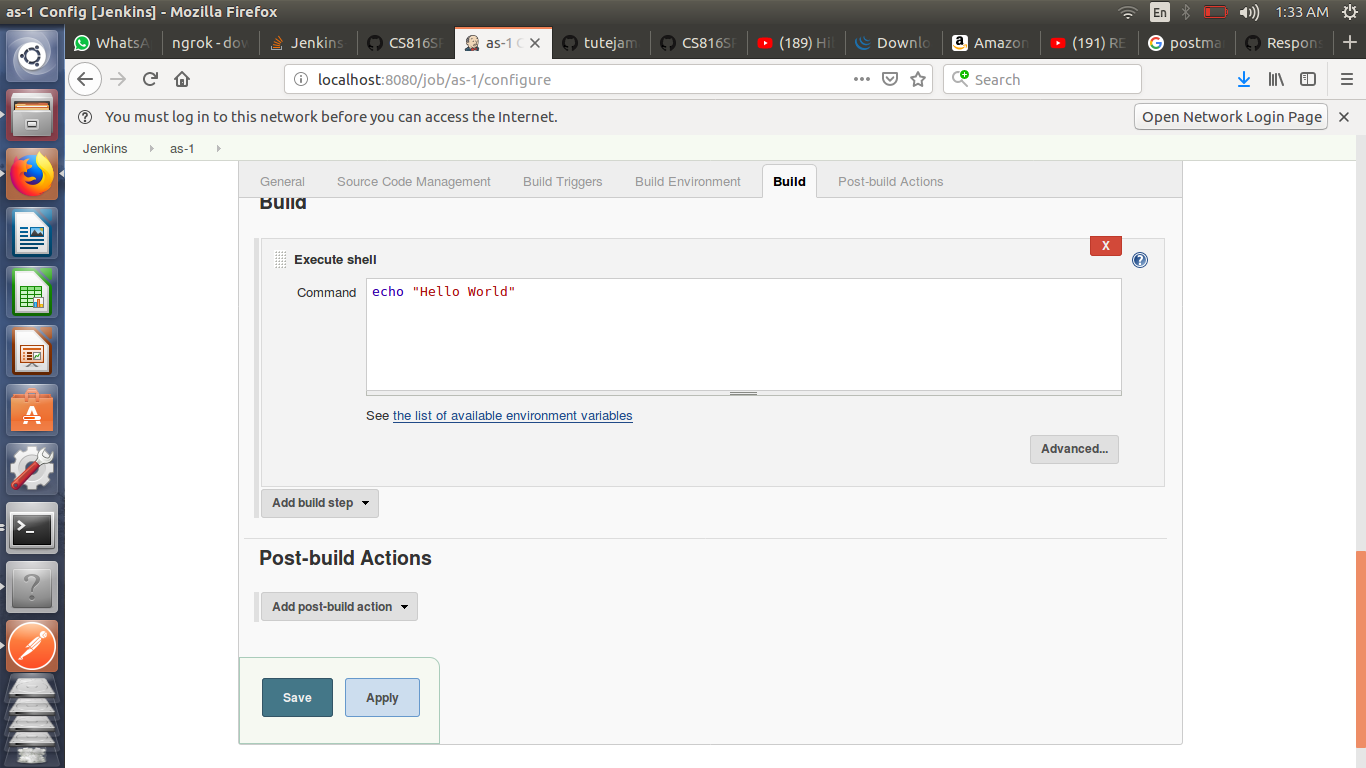 as-1 Config [Jenkins] - Mozilla Firefox
En
1:33 AM
WhatsA
ngrok - dov
Jenkins
CS816SF
as-1 C
tutejam
CS816SF
(189) Hi
Downlo
Amazon
(191) RE
postma
Respon
localhost:8080/job/as-1/configure
Search
You must log in to this network before you can access the Internet.
Open Network Login Page
Jenkins
as-1
General
Source Code Management
Build Triggers
Build Environment
Build
Post-build Actions
Build
X
Execute shell
Command
echo "Hello World"
See the list of available environment variables
Advanced...
Add build step
Post-build Actions
Add post-build action
Save
Apply